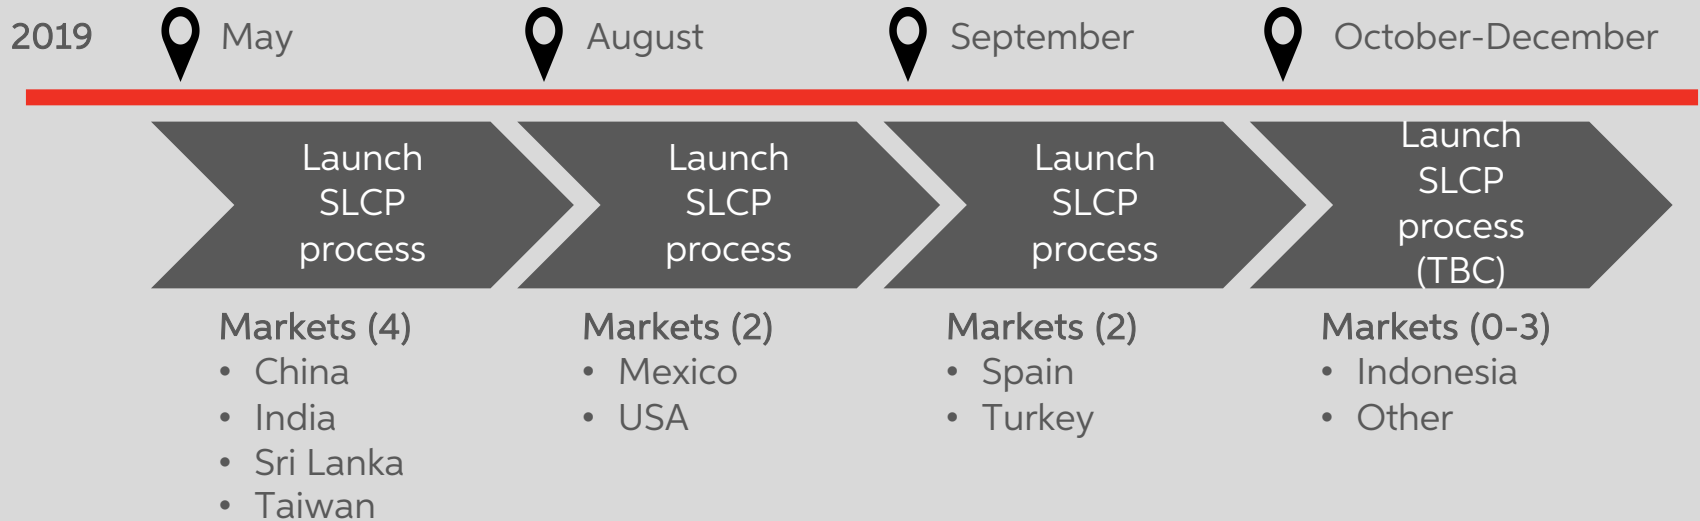 2019
May
August
September
October-December
Launch
SLCP
process
Launch
SLCP
process
Launch
SLCP
process
Launch
SLCP
process
(TBC)
Markets (4)
• China
• India
• Sri Lanka
• Taiwan
Markets (2)
• Mexico
• USA
Markets (2)
• Spain
• Turkey
Markets (0-3)
• Indonesia
• Other